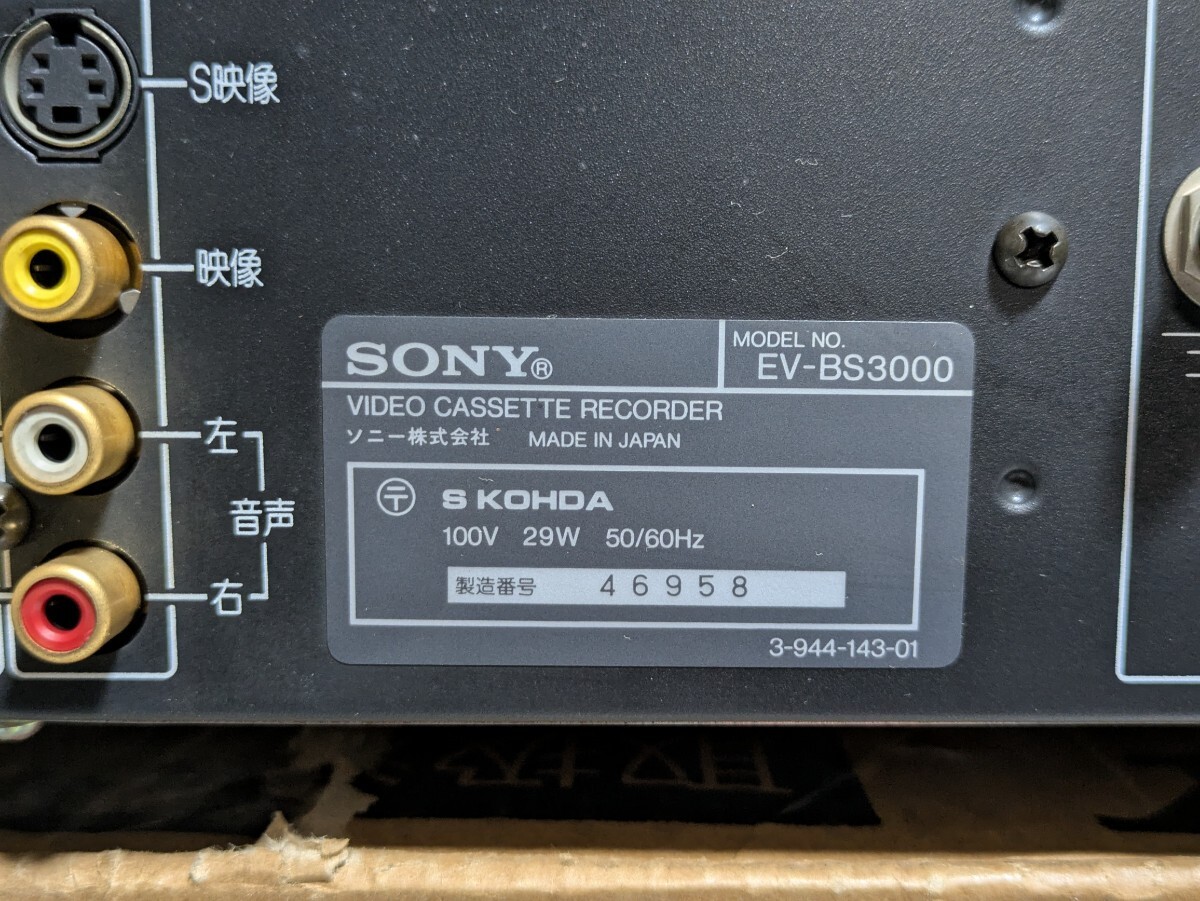 S映像
映像
左
音声
右
SONY®
MODEL NO.
EV-BS3000
VIDEO CASSETTE RECORDER
ソニー株式会社 MADE IN JAPAN
〶 S KOHDA
100V 29W 50/60Hz
製造番号 46958
3-944-143-01